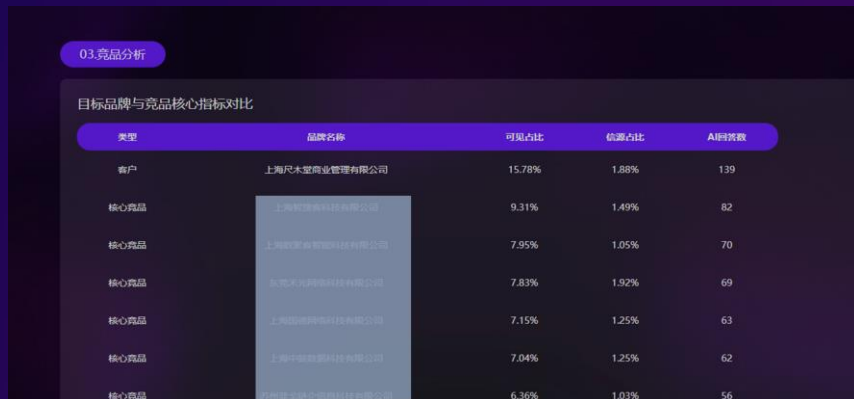 03.竞品分析
目标品牌与竞品核心指标对比
类型 品牌名称 可见占比 信源占比 AI回答数
客户 上海尺木堂商业管理有限公司 15.78% 1.88% 139
核心竞品 9.31% 1.49% 82
核心竞品 7.95% 1.05% 70
核心竞品 7.83% 1.92% 69
核心竞品 7.15% 1.25% 63
核心竞品 7.04% 1.25% 62
核心竞品 6.36% 1.03% 56